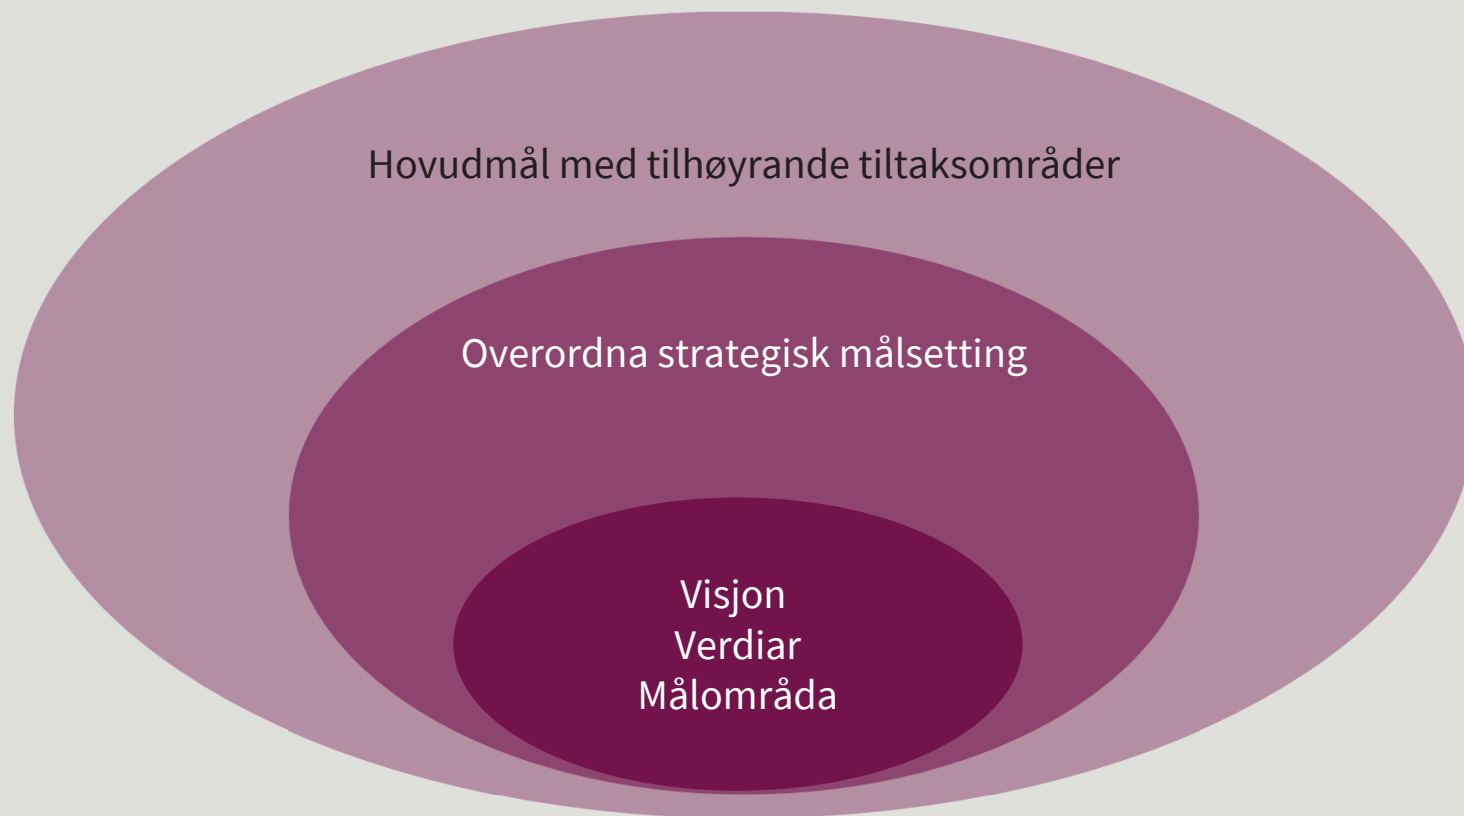 Hovudmål med tilhøyrande tiltaksområder
Overordna strategisk målsetting
Visjon
Verdiar
Målområda